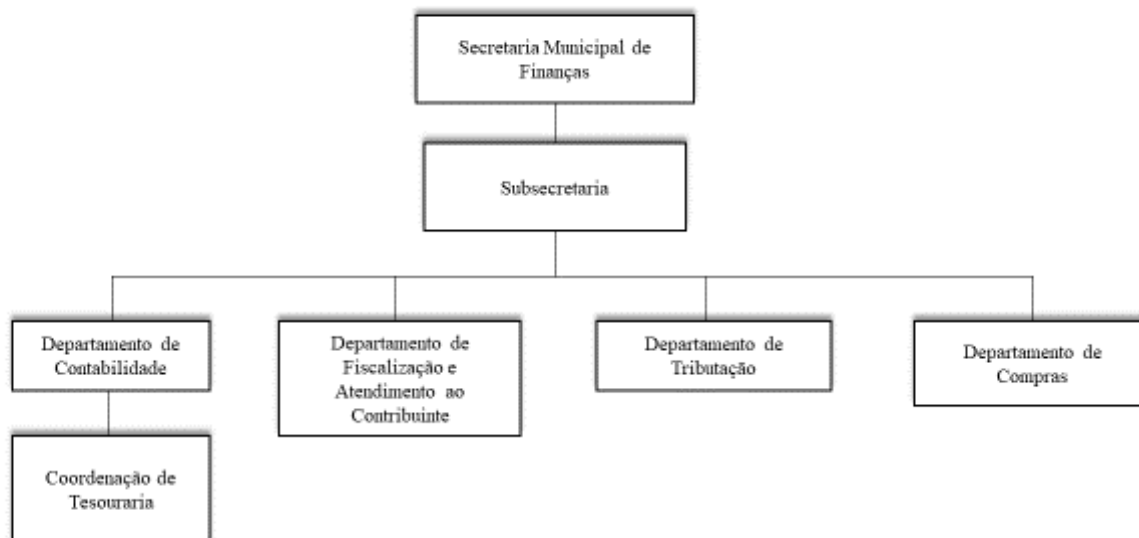 Secretaria Municipal de
Finanças
Subsecretaria
Departamento de
Contabilidade
Departamento de
Fiscalização e
Atendimento ao
Contribuinte
Departamento de
Tributação
Departamento de
Compras
Coordenação de
Tesouraria